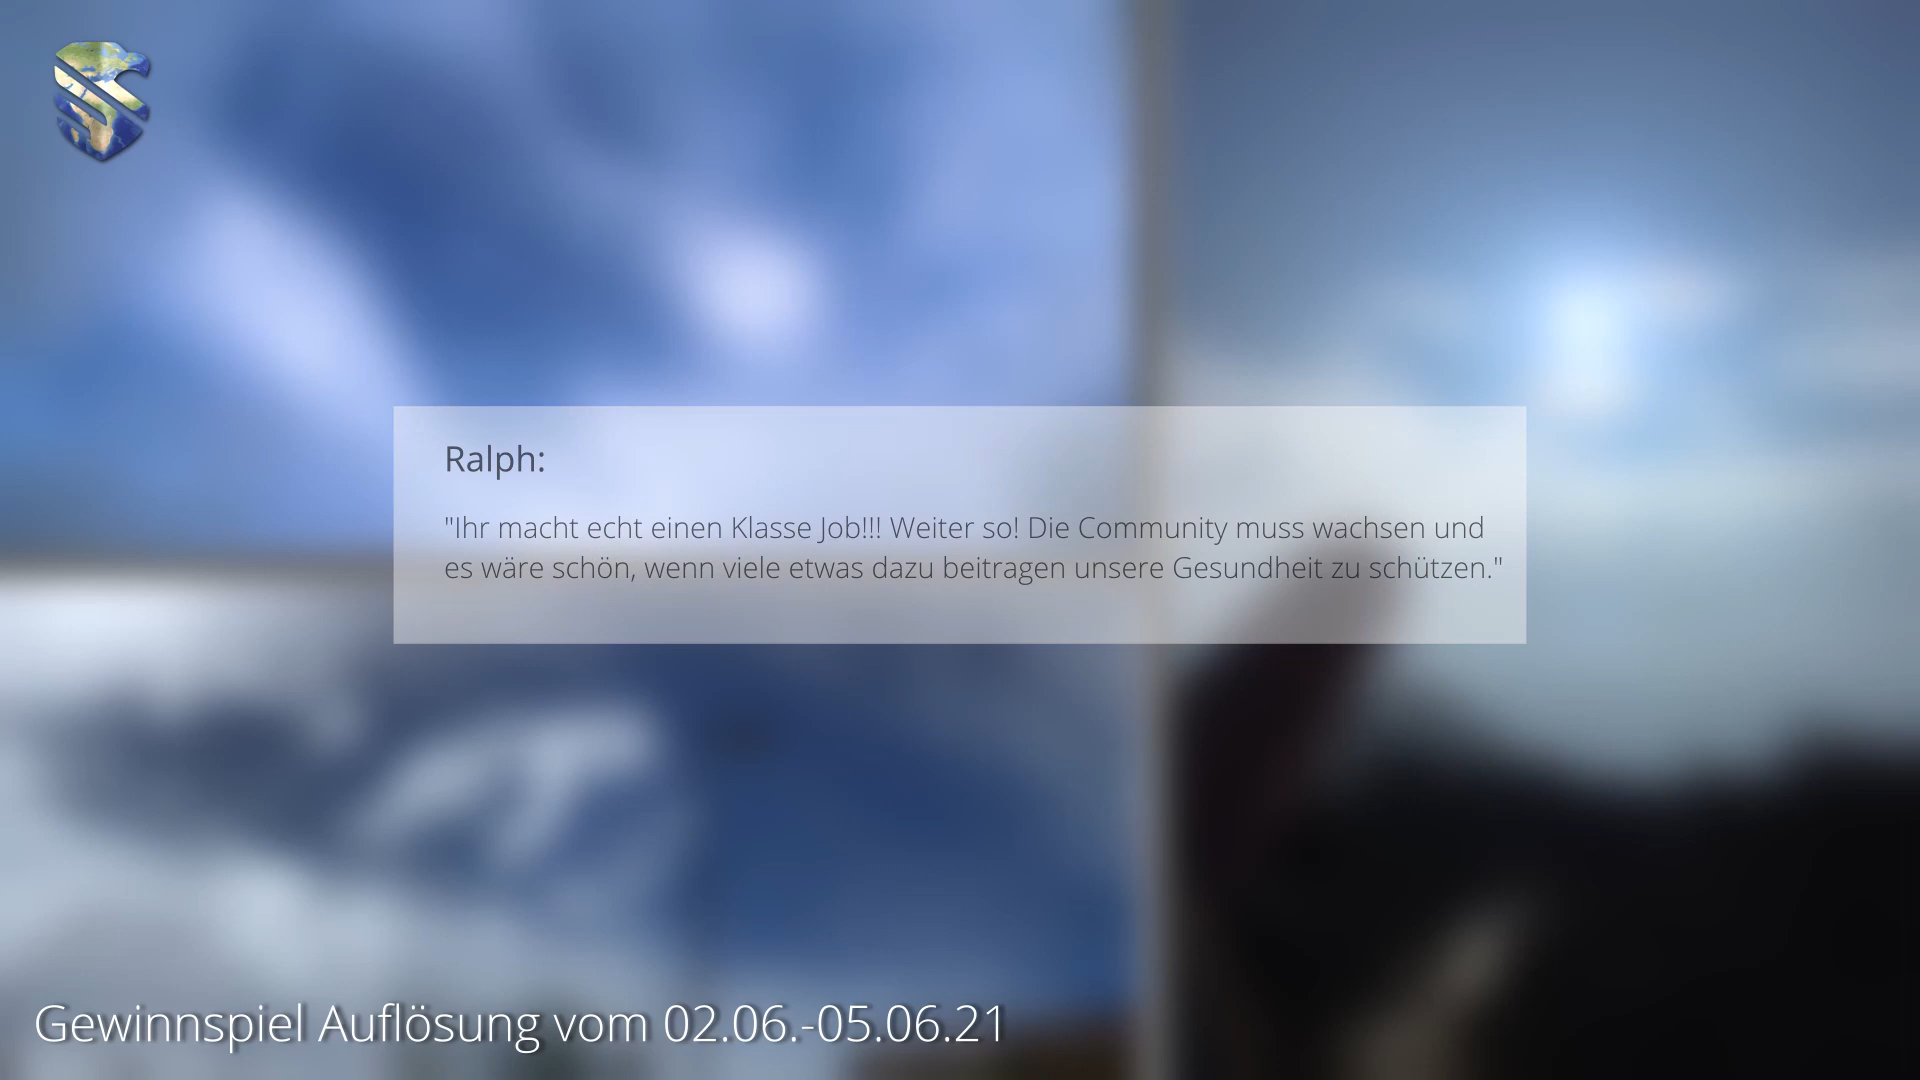 Ralph:
"Ihr macht echt einen Klasse Job!!! Weiter so! Die Community muss wachsen und
es wäre schön, wenn viele etwas dazu beitragen unsere Gesundheit zu schützen."
Gewinnspiel Auflösung vom 02.06.-05.06.21